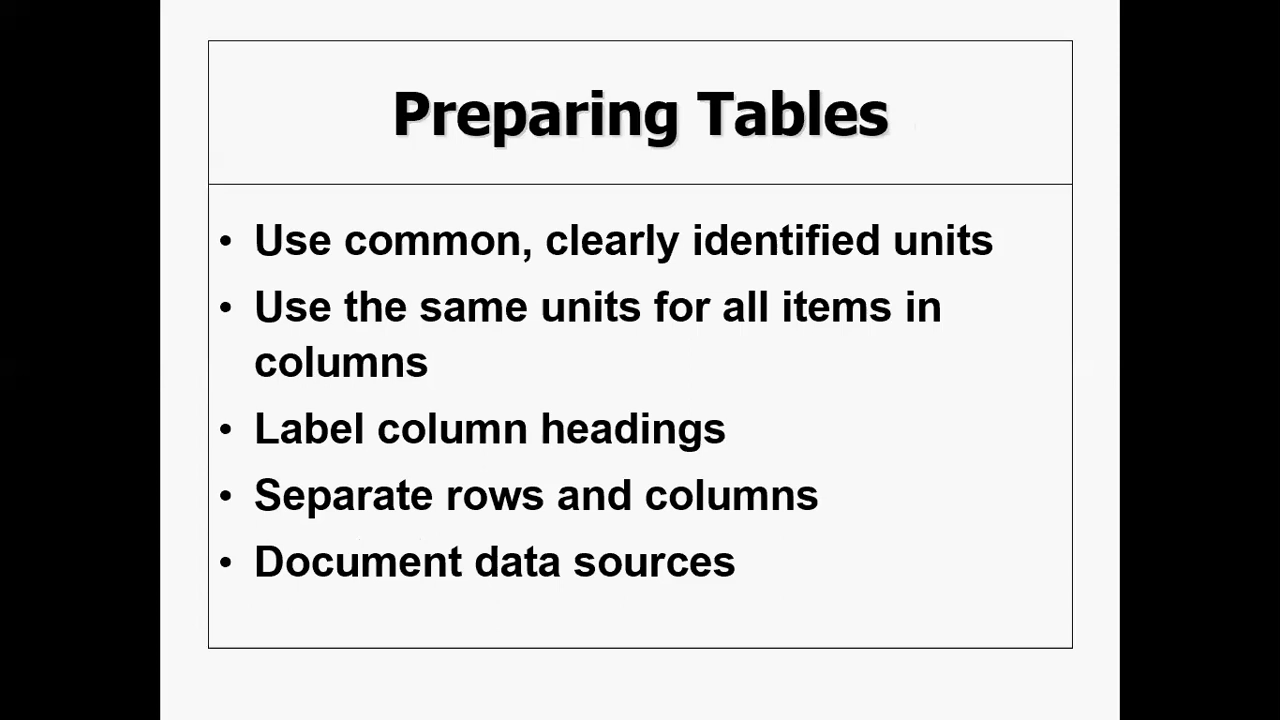 Preparing Tables
• Use common, clearly identified units
• Use the same units for all items in
columns
• Label column headings
• Separate rows and columns
• Document data sources